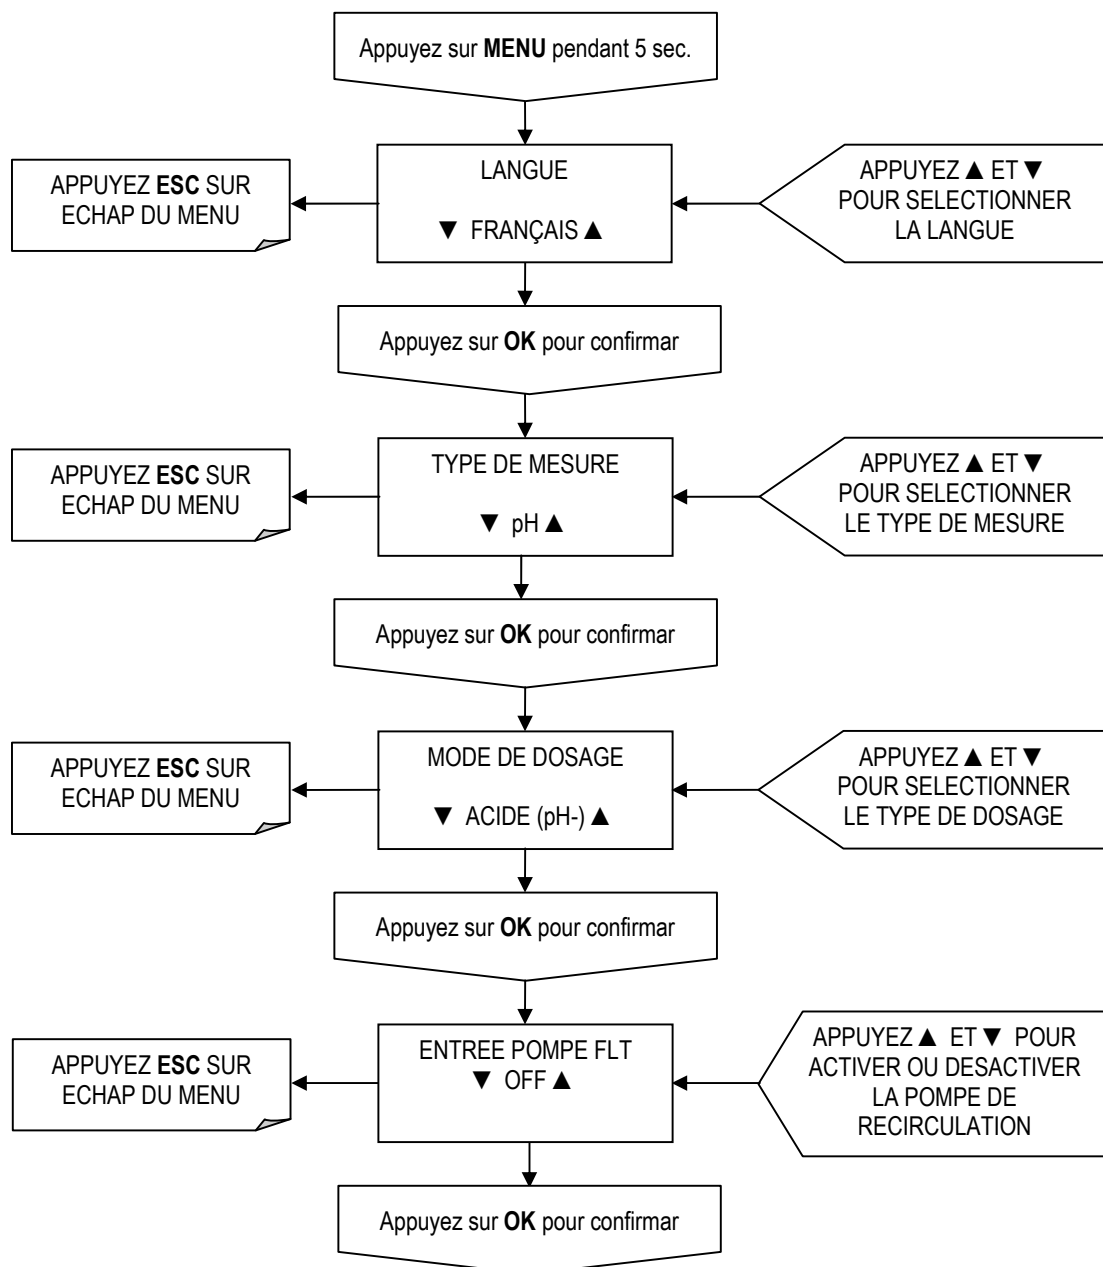 Appuyez sur MENU pendant 5 sec.
APPUYEZ ESC SUR
ECHAP DU MENU
LANGUE
▼ FRANÇAIS ▲
APPUYEZ ▲ ET ▼
POUR SELECTIONNER
LA LANGUE
Appuyez sur OK pour confirmar
APPUYEZ ESC SUR
ECHAP DU MENU
TYPE DE MESURE
▼ pH ▲
APPUYEZ ▲ ET ▼
POUR SELECTIONNER
LE TYPE DE MESURE
Appuyez sur OK pour confirmar
APPUYEZ ESC SUR
ECHAP DU MENU
MODE DE DOSAGE
▼ ACIDE (pH-) ▲
APPUYEZ ▲ ET ▼
POUR SELECTIONNER
LE TYPE DE DOSAGE
Appuyez sur OK pour confirmar
APPUYEZ ESC SUR
ECHAP DU MENU
ENTREE POMPE FLT
▼ OFF ▲
APPUYEZ ▲ ET ▼ POUR
ACTIVER OU DESACTIVER
LA POMPE DE
RECIRCULATION
Appuyez sur OK pour confirmar